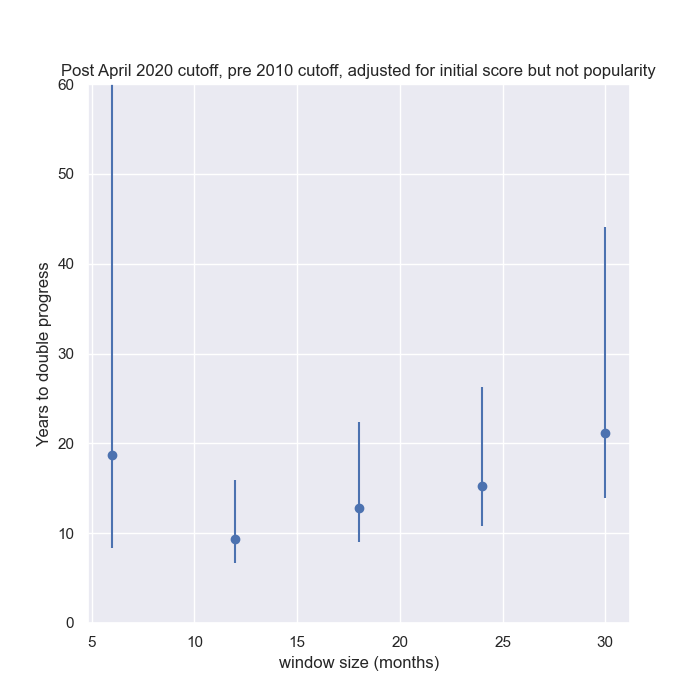 Post April 2020 cutoff, pre 2010 cutoff, adjusted for initial score but not popularity
60
50
40
30
20
10
0
Years to double progress
5 10 15 20 25 30
window size (months)